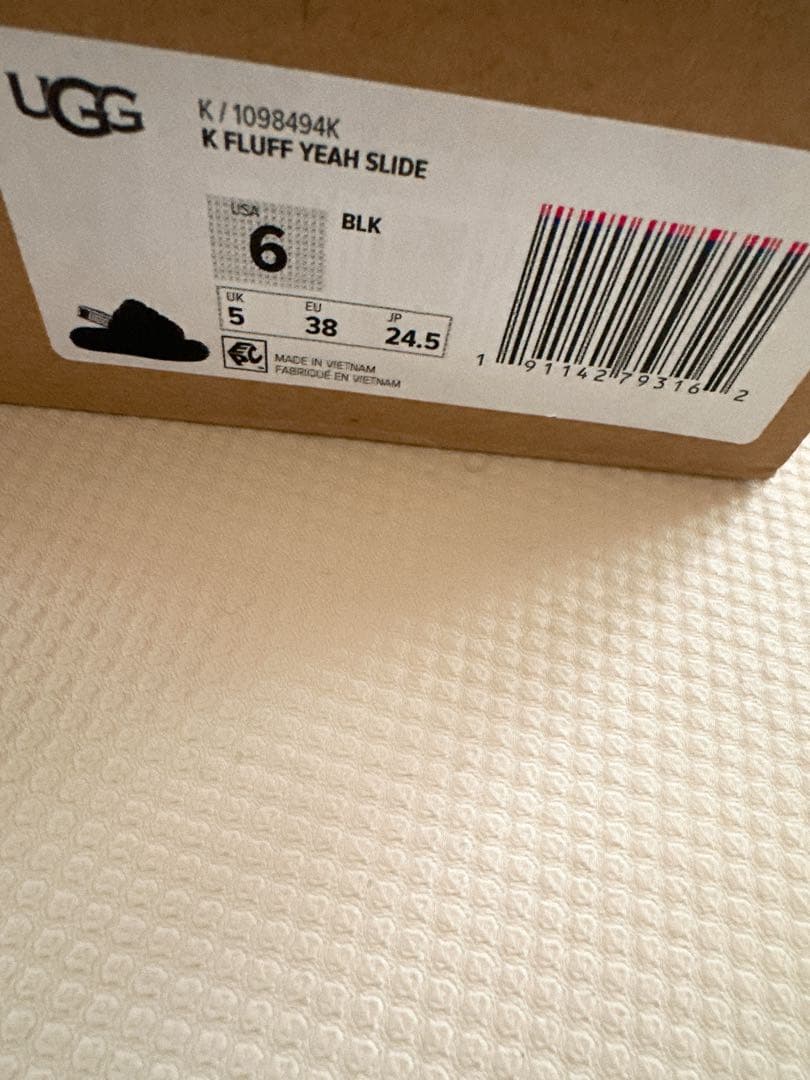 UGG
K / 1098494K
K FLUFF YEAH SLIDE
USA
6
BLK
UK
5
EU
38
JP
24.5
MADE IN VIETNAM
FABRIQUÉ EN VIETNAM
1 91142 79316 2